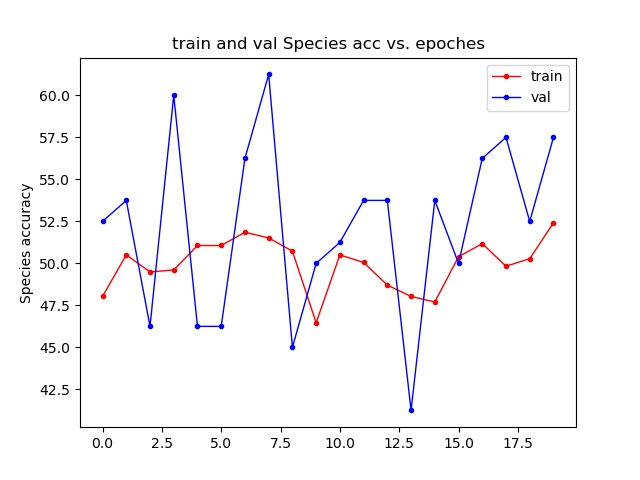 train and val Species acc vs. epoches
train
val
Species accuracy
60.0
57.5
55.0
52.5
50.0
47.5
45.0
42.5
0.0 2.5 5.0 7.5 10.0 12.5 15.0 17.5